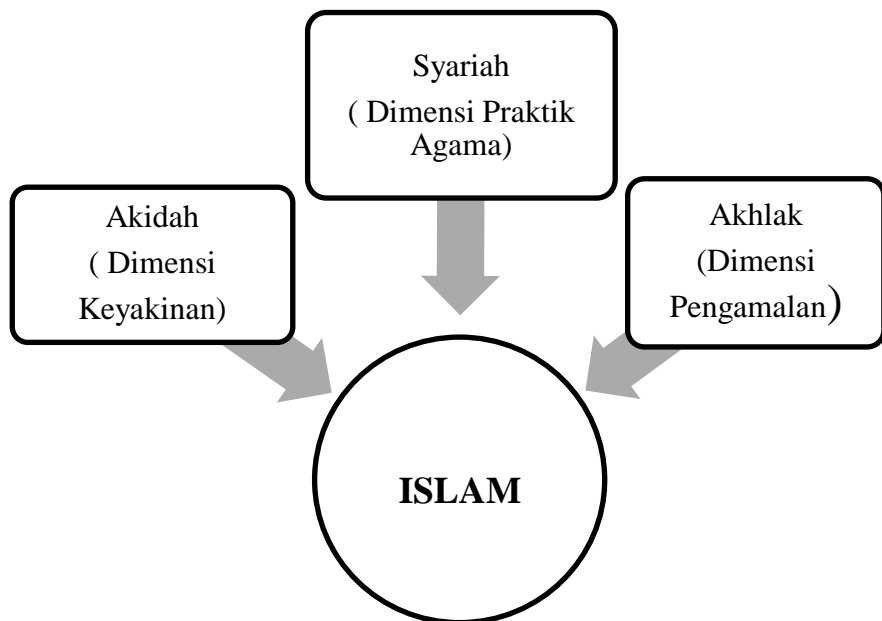 Syariah
( Dimensi Praktik
Agama)
Akidah
( Dimensi
Keyakinan)
Akhlak
(Dimensi
Pengamalan)
ISLAM